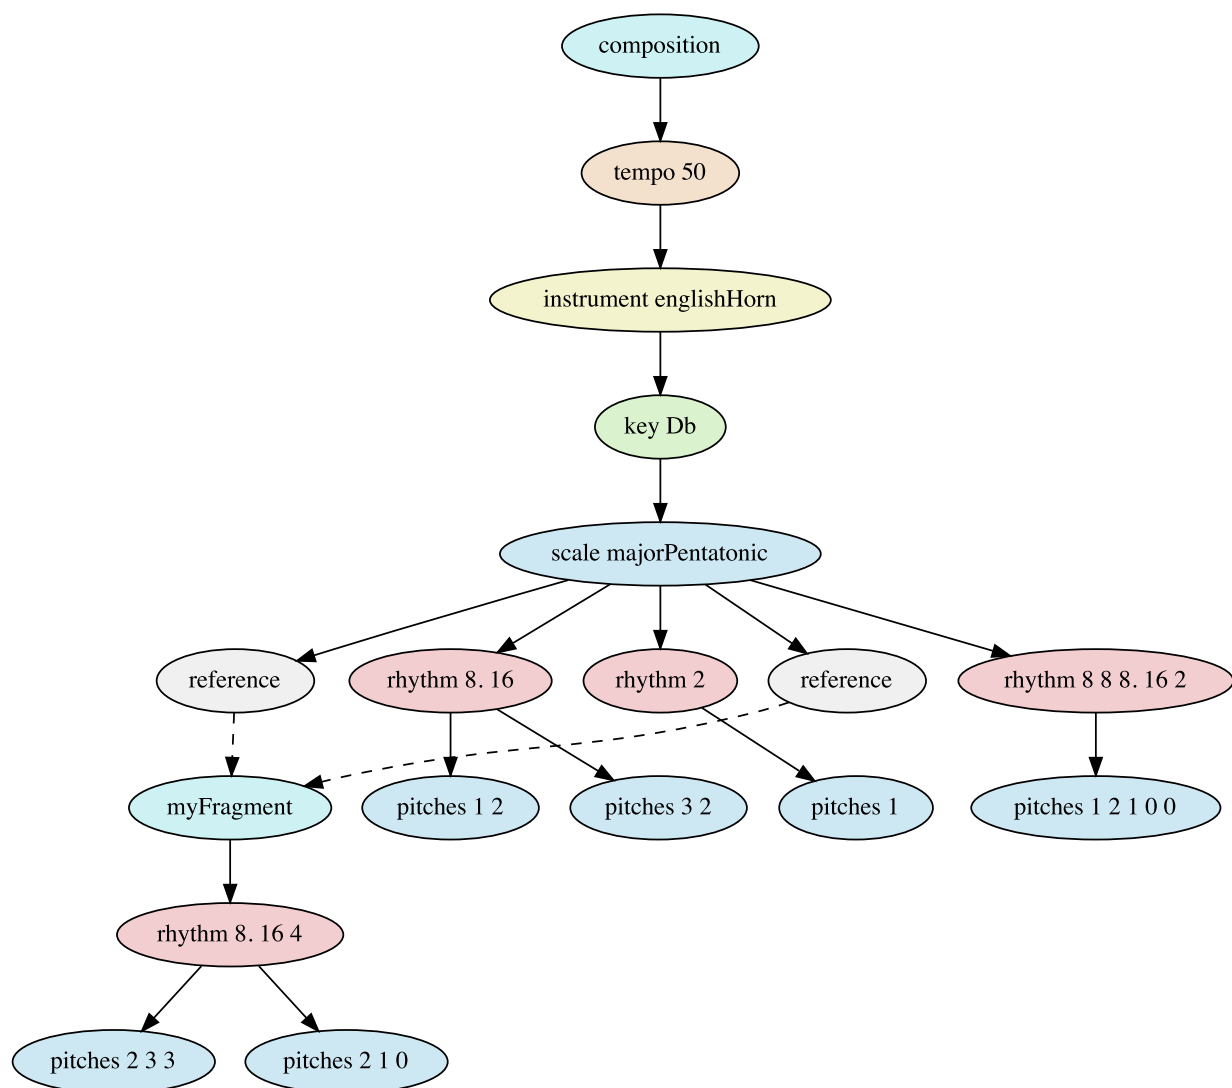 composition
tempo 50
instrument englishHorn
key Db
scale majorPentatonic
reference
rhythm 8. 16
rhythm 2
reference
rhythm 8 8 8. 16 2
myFragment
pitches 1 2
pitches 3 2
pitches 1
pitches 1 2 1 0 0
rhythm 8. 16 4
pitches 2 3 3
pitches 2 1 0